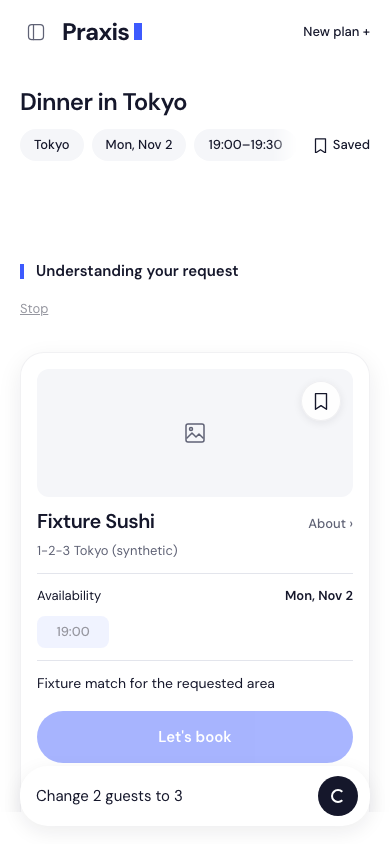 Praxis
New plan +
Dinner in Tokyo
Tokyo
Mon, Nov 2
19:00–19:30
Saved
Understanding your request
Stop
Fixture Sushi
About ›
1-2-3 Tokyo (synthetic)
Availability
Mon, Nov 2
19:00
Fixture match for the requested area
Let's book
Change 2 guests to 3